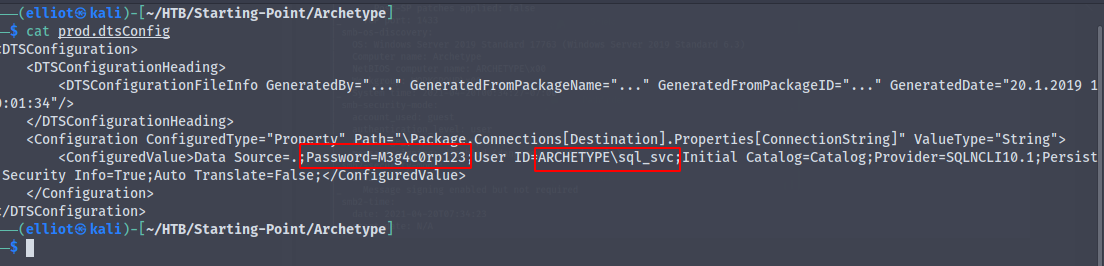 ——(elliot㉿kali)-[~/HTB/Starting-Point/Archetype]
—$ cat prod.dtsConfig
<DTSConfiguration>
<DTSConfigurationHeading>
<DTSConfigurationFileInfo GeneratedBy="..." GeneratedFromPackageName="..." GeneratedFromPackageID="..." GeneratedDate="20.1.2019 1
0:01:34"/>
</DTSConfigurationHeading>
<Configuration ConfiguredType="Property" Path="\Package.Connections[Destination].Properties[ConnectionString]" ValueType="String">
<ConfiguredValue>Data Source=.;Password=M3g4c0rp123;User ID=ARCHETYPE\sql_svc;Initial Catalog=Catalog;Provider=SQLNCLI10.1;Persist
Security Info=True;Auto Translate=False;</ConfiguredValue>
</Configuration>
</DTSConfiguration>
——(elliot㉿kali)-[~/HTB/Starting-Point/Archetype]
—$